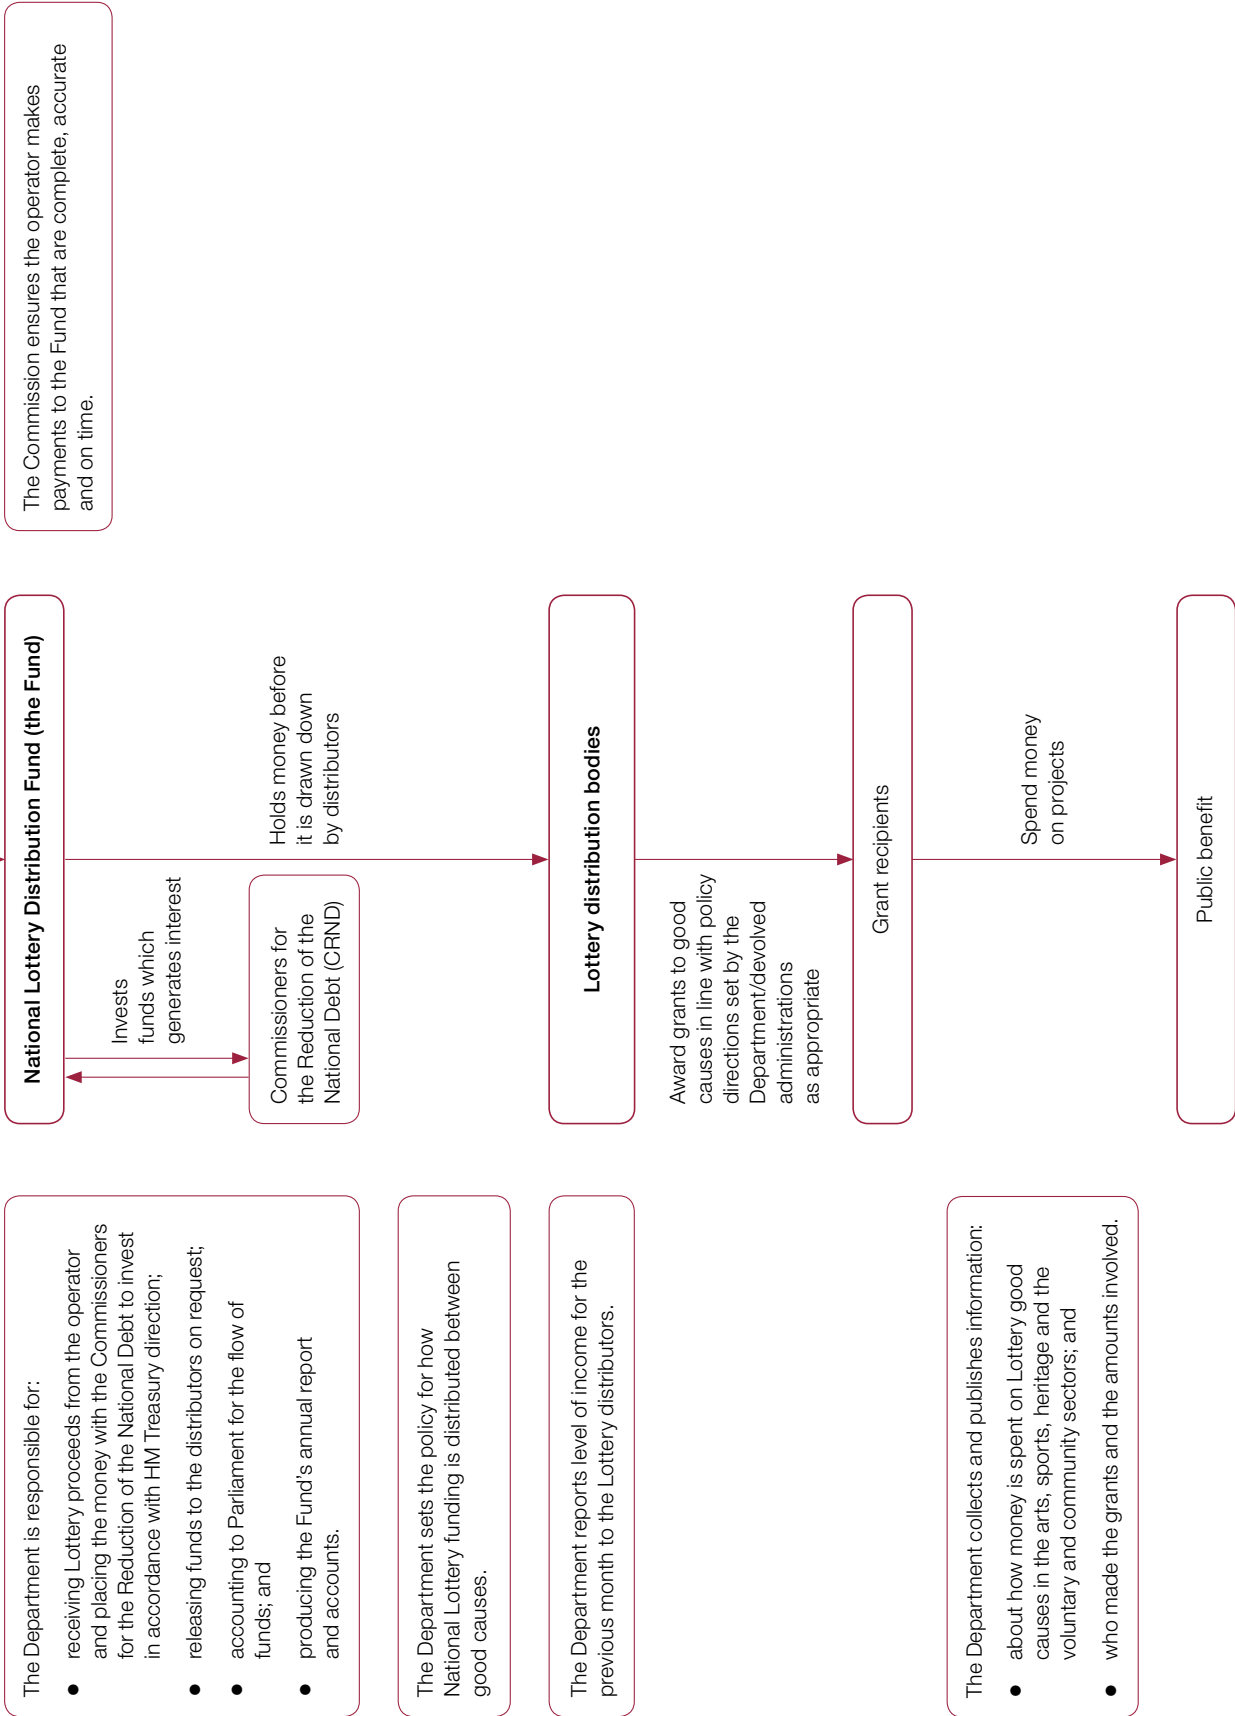 The Department is responsible for:
● receiving Lottery proceeds from the operator
and placing the money with the Commissioners
for the Reduction of the National Debt to invest
in accordance with HM Treasury direction;
● releasing funds to the distributors on request;
● accounting to Parliament for the flow of
funds; and
● producing the Fund’s annual report
and accounts.
National Lottery Distribution Fund (the Fund)
The Commission ensures the operator makes
payments to the Fund that are complete, accurate
and on time.
Invests
funds which
generates interest
Holds money before
it is drawn down
by distributors
Commissioners for
the Reduction of the
National Debt (CRND)
The Department sets the policy for how
National Lottery funding is distributed between
good causes.
The Department reports level of income for the
previous month to the Lottery distributors.
Lottery distribution bodies
Award grants to good
causes in line with policy
directions set by the
Department/devolved
administrations
as appropriate
Grant recipients
The Department collects and publishes information:
● about how money is spent on Lottery good
causes in the arts, sports, heritage and the
voluntary and community sectors; and
● who made the grants and the amounts involved.
Spend money
on projects
Public benefit